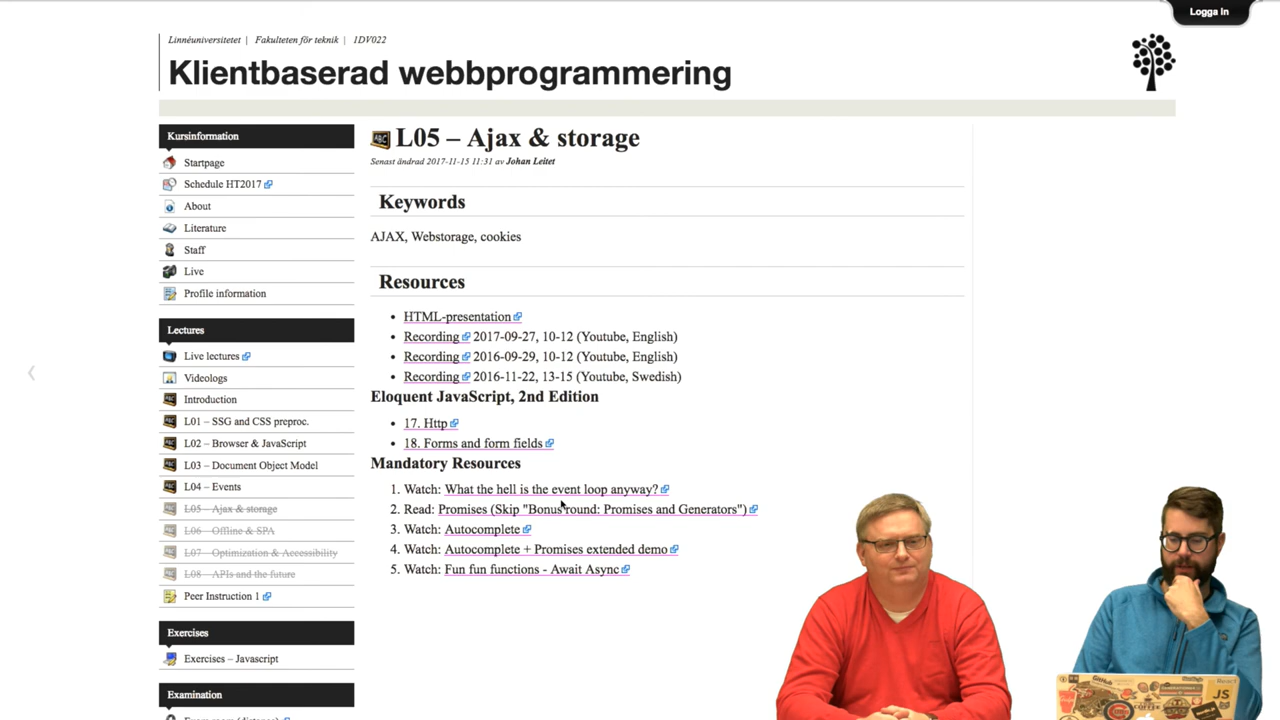 Logga in
Linnéuniversitetet | Fakulteten för teknik | 1DV022
Klientbaserad webbprogrammering
Kursinformation
Startpage
Schedule HT2017
About
Literature
Staff
Live
Profile information
Lectures
Live lectures
Videologs
Introduction
L01 – SSG and CSS preproc.
L02 – Browser & JavaScript
L03 – Document Object Model
L04 – Events
L05 – Ajax & storage
L06 – Offline & SPA
L07 – Optimization & Accessibility
L08 – APIs and the future
Peer Instruction 1
Exercises
Exercises – Javascript
Examination
L05 – Ajax & storage
Senast ändrad 2017-11-15 11:31 av Johan Leitet
Keywords
AJAX, Webstorage, cookies
Resources
• HTML-presentation
• Recording 2017-09-27, 10-12 (Youtube, English)
• Recording 2016-09-29, 10-12 (Youtube, English)
• Recording 2016-11-22, 13-15 (Youtube, Swedish)
Eloquent JavaScript, 2nd Edition
• 17. Http
• 18. Forms and form fields
Mandatory Resources
1. Watch: What the hell is the event loop anyway?
2. Read: Promises (Skip "Bonus round: Promises and Generators")
3. Watch: Autocomplete
4. Watch: Autocomplete + Promises extended demo
5. Watch: Fun fun functions - Await Async
JS